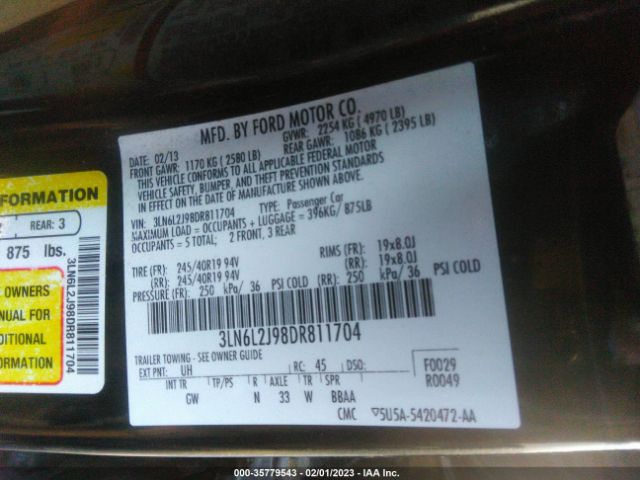 MFD. BY FORD MOTOR CO.
DATE: 02/13 GVWR: 2254 KG ( 4970 LB)
FRONT GAWR: 1170 KG ( 2580 LB) REAR GAWR: 1086 KG ( 2395 LB)
THIS VEHICLE CONFORMS TO ALL APPLICABLE FEDERAL MOTOR
VEHICLE SAFETY, BUMPER, AND THEFT PREVENTION STANDARDS
IN EFFECT ON THE DATE OF MANUFACTURE SHOWN ABOVE.
VIN: 3LN6L2J98DR811704 TYPE: Passenger Car
MAXIMUM LOAD = OCCUPANTS + LUGGAGE = 396KG/ 875LB
OCCUPANTS = 5 TOTAL; 2 FRONT, 3 REAR
TIRE (FR): 245/40R19 94V RIMS (FR): 19x8.0J
(RR): 245/40R19 94V (RR): 19x8.0J
PRESSURE (FR): 250 kPa/ 36 PSI COLD (RR): 250 kPa/ 36 PSI COLD
3LN6L2J98DR811704
TRAILER TOWING - SEE OWNER GUIDE
EXT PNT: UH RC: 45 DSO: F0029
R0049
INT TR TP/PS R AXLE TR SPR
GW N 33 W BBAA
CMC 5U5A-5420472-AA
FORMATION
REAR: 3
875 lbs.
OWNERS
NUAL FOR
DITIONAL
FORMATION
3LN6L2J98DR811704
000-35779543 - 02/01/2023 - IAA Inc.